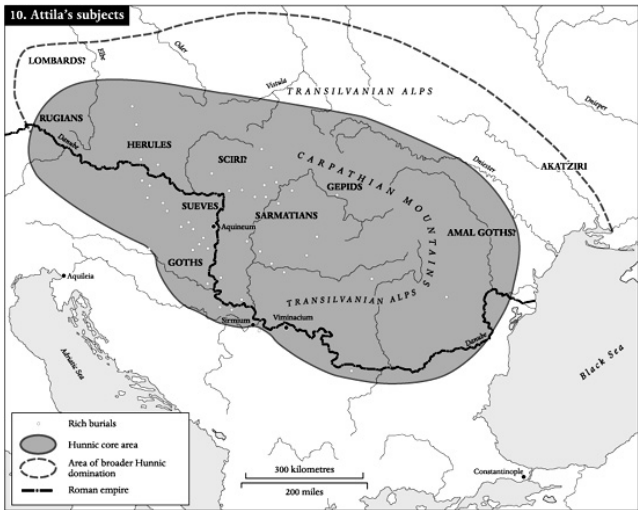 10. Attila's subjects
LOMBARDS?
Elbe
Oder
Vistula
TRANSILVANIAN ALPS
Dnieper
RUGIANS
Danube
HERULES
SCIRI?
CARPATHIAN MOUNTAINS
GEPIDS
Dniester
AKATZIRI
SUEVES
SARMATIANS
Aquincum
AMAL GOTHS?
GOTHS
Aquileia
TRANSILVANIAN ALPS
Sirmium
Viminacium
Danube
Adriatic Sea
Black Sea
Rich burials
Hunnic core area
Area of broader Hunnic
domination
Roman empire
300 kilometres
200 miles
Constantinople